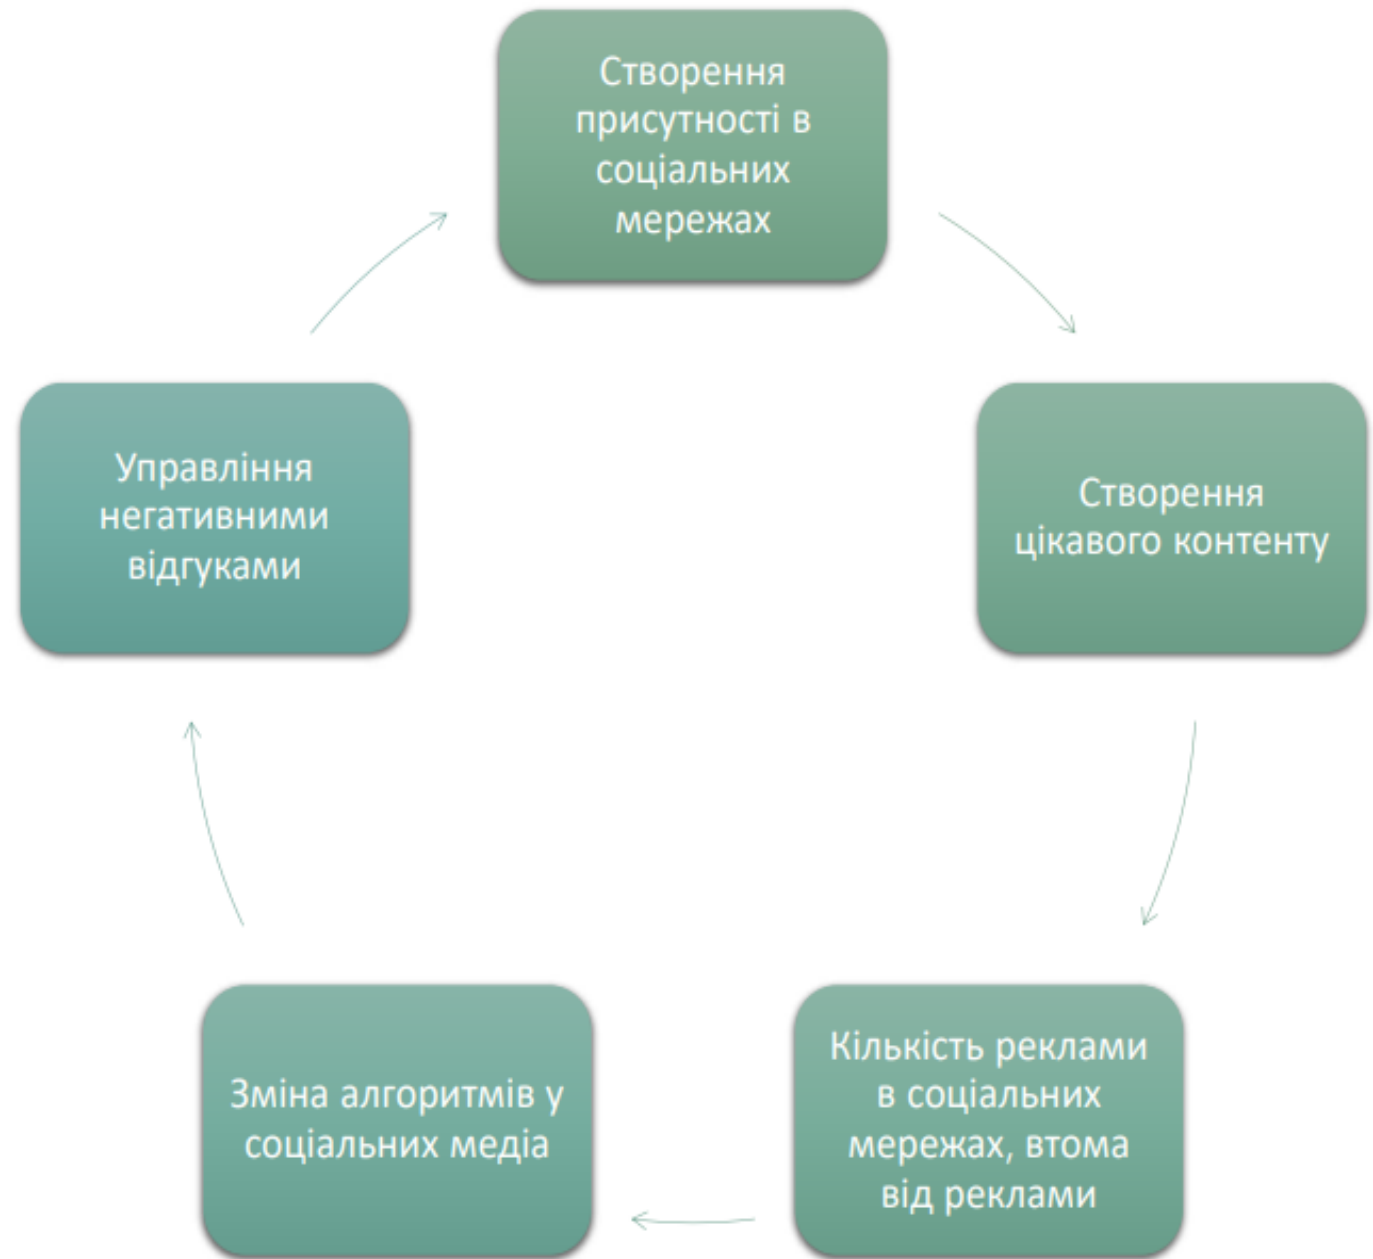 Створення
присутності в
соціальних
мережах
Створення
цікавого контенту
Кількість реклами
в соціальних
мережах, втома
від реклами
Зміна алгоритмів у
соціальних медіа
Управління
негативними
відгуками